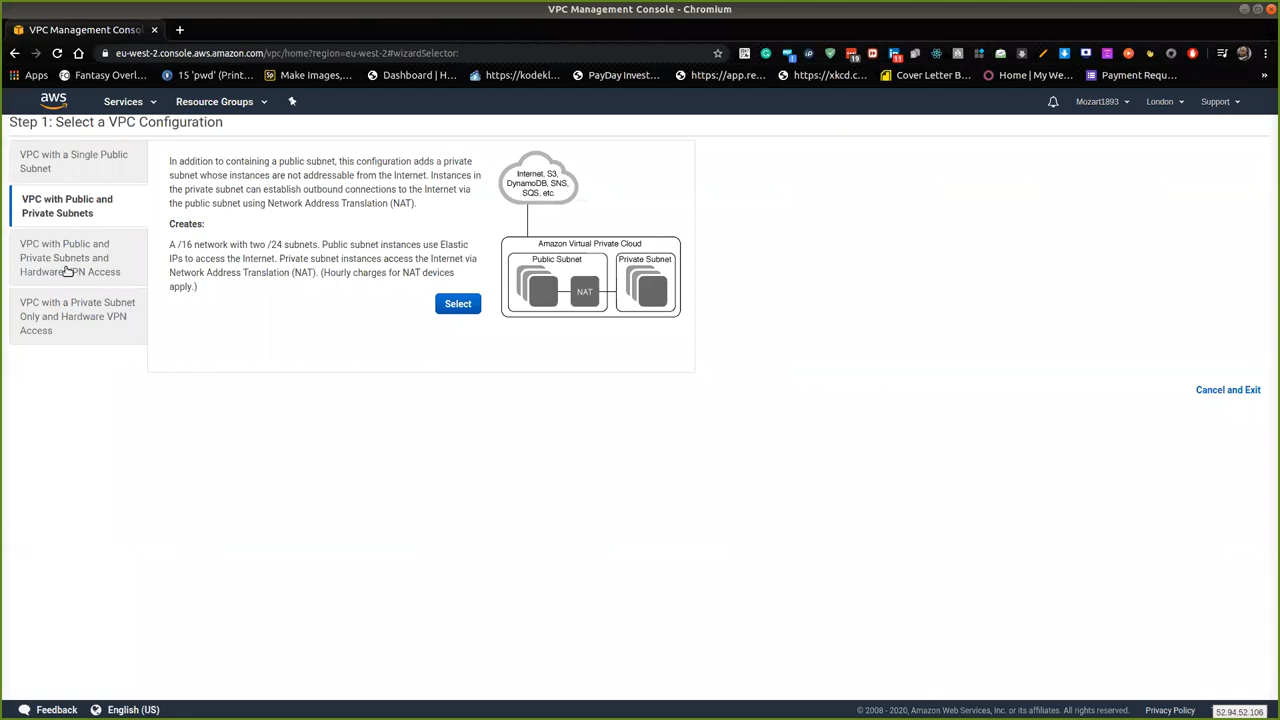 VPC Management Console - Chromium
VPC Management Conso
eu-west-2.console.aws.amazon.com/vpc/home?region=eu-west-2#wizardSelector:
19
11
Apps
Fantasy Overl...
15 'pwd' (Print...
Make Images,...
Dashboard | H...
https://kodekl...
PayDay Invest...
https://app.re...
https://xkcd.c...
Cover Letter B...
Home | My We...
Payment Requ...
»
aws
Services
Resource Groups
Mozart1893
London
Support
Step 1: Select a VPC Configuration
VPC with a Single Public
Subnet
VPC with Public and
Private Subnets
VPC with Public and
Private Subnets and
Hardware VPN Access
VPC with a Private Subnet
Only and Hardware VPN
Access
In addition to containing a public subnet, this configuration adds a private
subnet whose instances are not addressable from the Internet. Instances in
the private subnet can establish outbound connections to the Internet via
the public subnet using Network Address Translation (NAT).
Creates:
A /16 network with two /24 subnets. Public subnet instances use Elastic
IPs to access the Internet. Private subnet instances access the Internet via
Network Address Translation (NAT). (Hourly charges for NAT devices
apply.)
Select
Internet, S3,
DynamoDB, SNS,
SQS, etc.
Amazon Virtual Private Cloud
Public Subnet
Private Subnet
NAT
Cancel and Exit
Feedback
English (US)
© 2008 - 2020, Amazon Web Services, Inc. or its affiliates. All rights reserved.
Privacy Policy
52.94.52.106